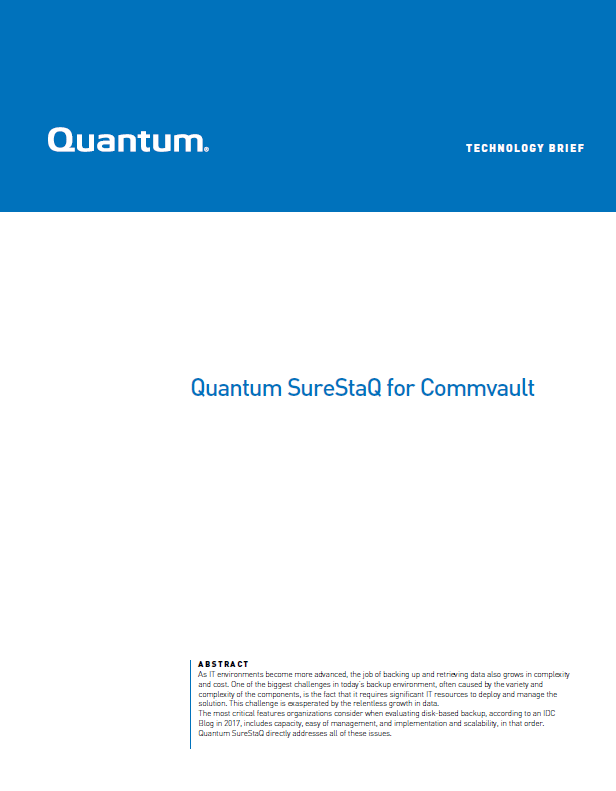 Quantum®
TECHNOLOGY BRIEF
Quantum SureStaQ for Commvault
ABSTRACT
As IT environments become more advanced, the job of backing up and retrieving data also grows in complexity
and cost. One of the biggest challenges in today's backup environment, often caused by the variety and
complexity of the components, is the fact that it requires significant IT resources to deploy and manage the
solution. This challenge is exasperated by the relentless growth in data.
The most critical features organizations consider when evaluating disk-based backup, according to an IDC
Blog in 2017, includes capacity, easy of management, and implementation and scalability, in that order.
Quantum SureStaQ directly addresses all of these issues.